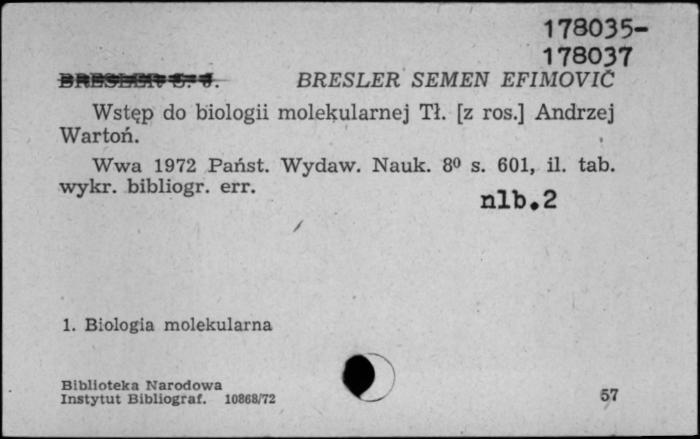 178035-
178037
BRESLER S. J. BRESLER SEMEN EFIMOVIČ
Wstęp do biologii molekularnej Tł. [z ros.] Andrzej
Wartoń.
Wwa 1972 Państ. Wydaw. Nauk. 8⁰ s. 601, il. tab.
wykr. bibliogr. err.
nlb.2
1. Biologia molekularna
Biblioteka Narodowa
Instytut Bibliograf. 10868/72
57